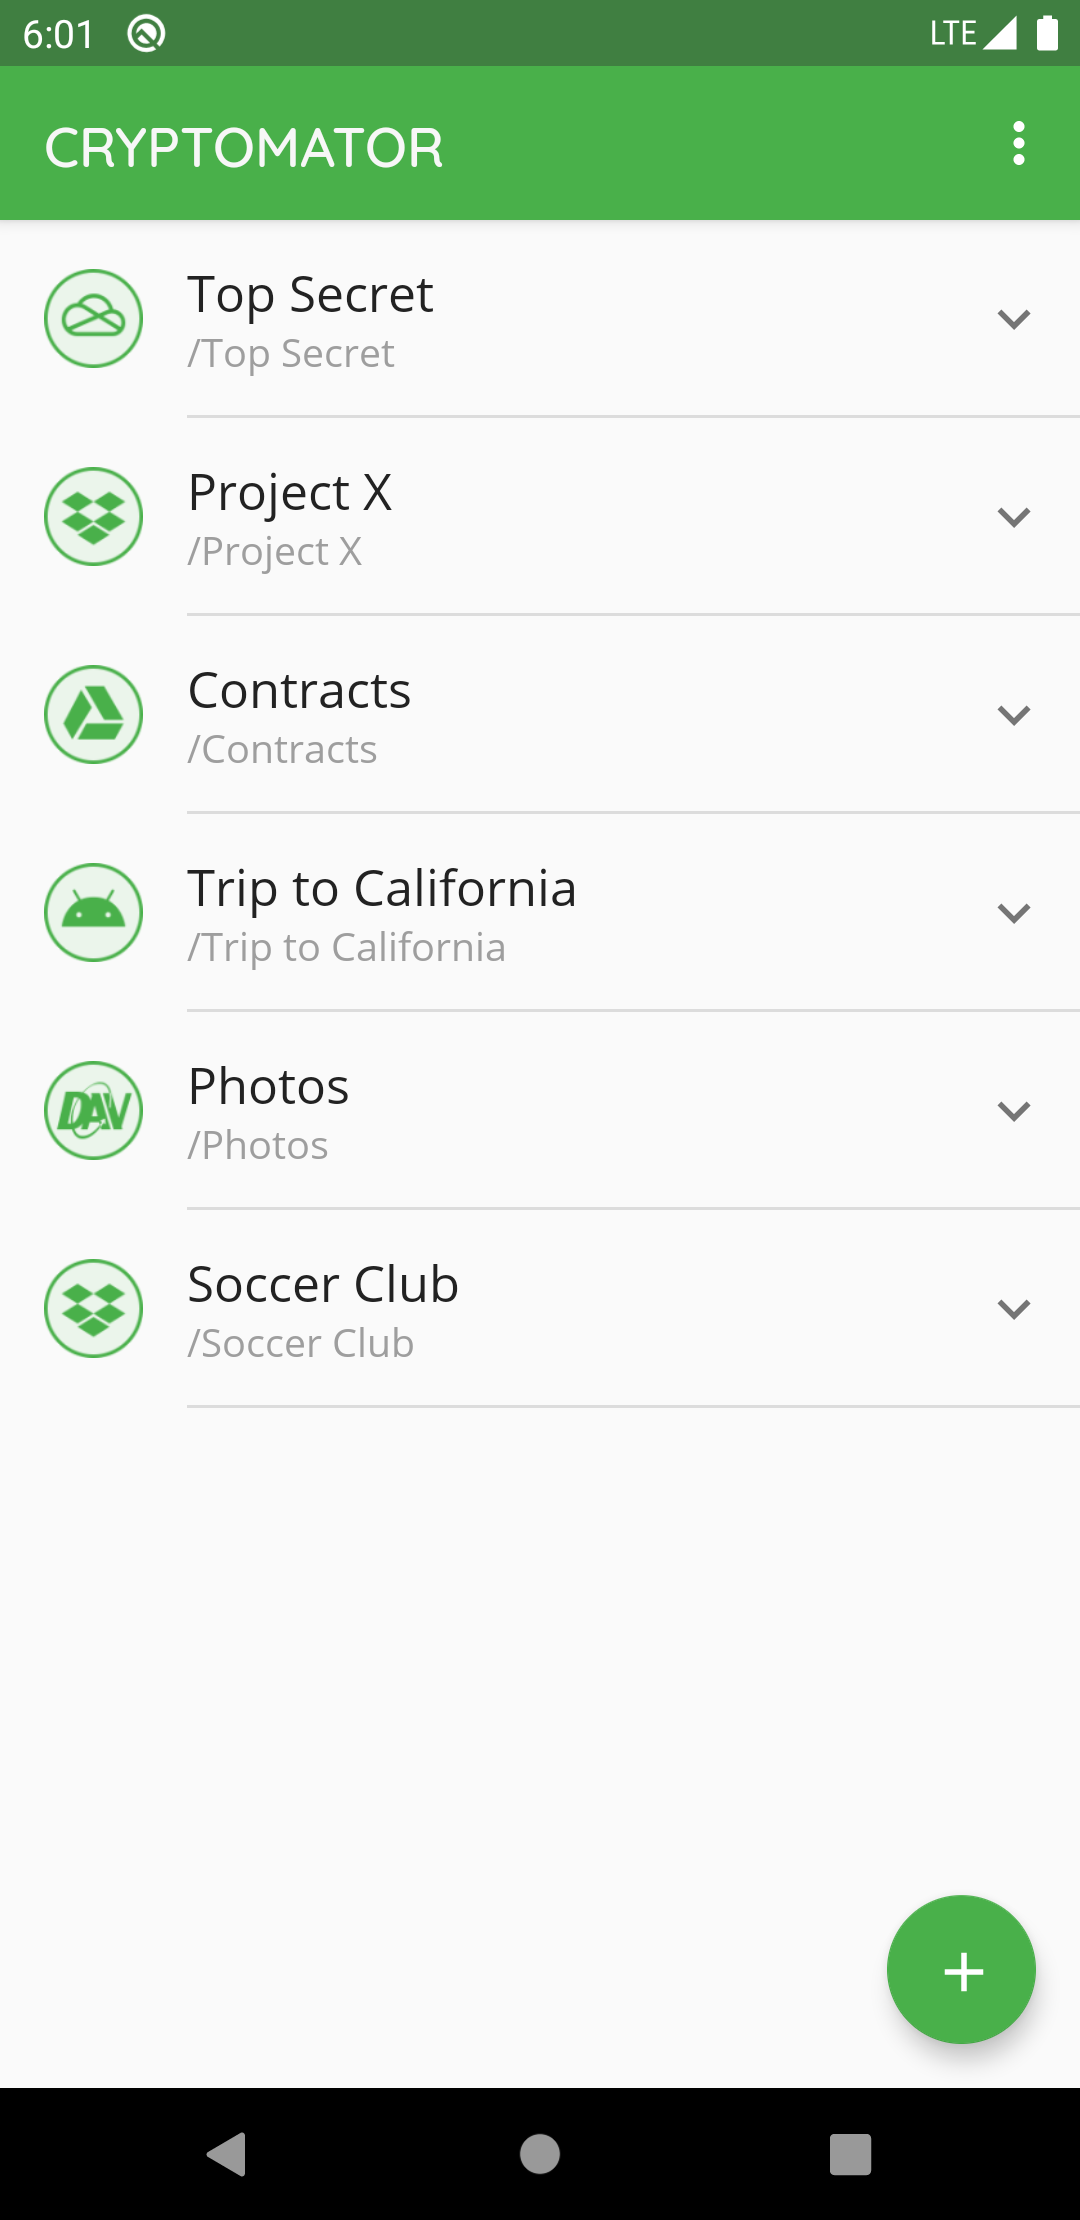 6:01
LTE
CRYPTOMATOR
Top Secret
/Top Secret
Project X
/Project X
Contracts
/Contracts
Trip to California
/Trip to California
DAV
Photos
/Photos
Soccer Club
/Soccer Club